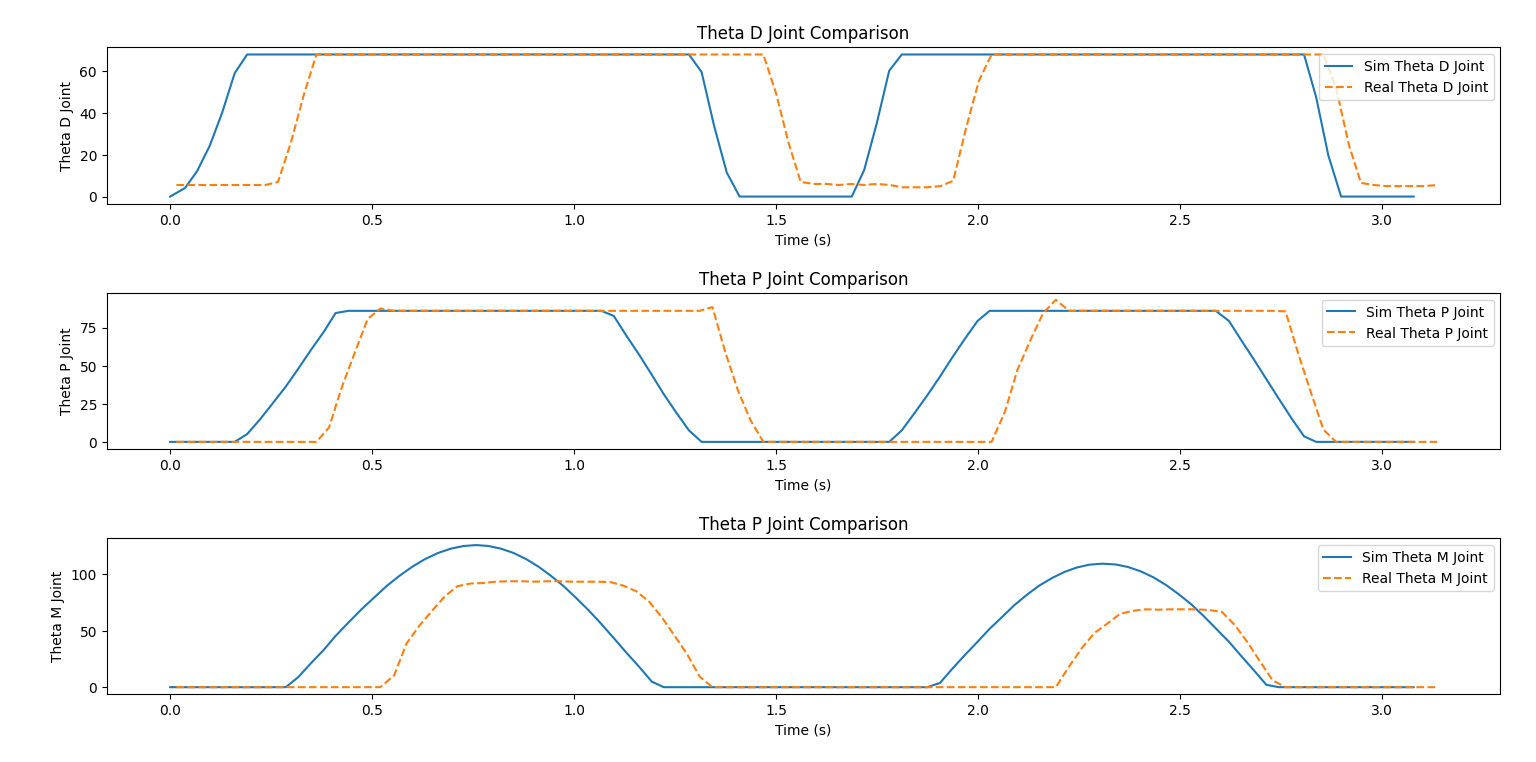 Theta D Joint Comparison
Theta D Joint
60
40
20
0
Sim Theta D Joint
Real Theta D Joint
0.0 0.5 1.0 1.5 2.0 2.5 3.0
Time (s)
Theta P Joint Comparison
Theta P Joint
75
50
25
0
Sim Theta P Joint
Real Theta P Joint
0.0 0.5 1.0 1.5 2.0 2.5 3.0
Time (s)
Theta P Joint Comparison
Theta M Joint
100
50
0
Sim Theta M Joint
Real Theta M Joint
0.0 0.5 1.0 1.5 2.0 2.5 3.0
Time (s)